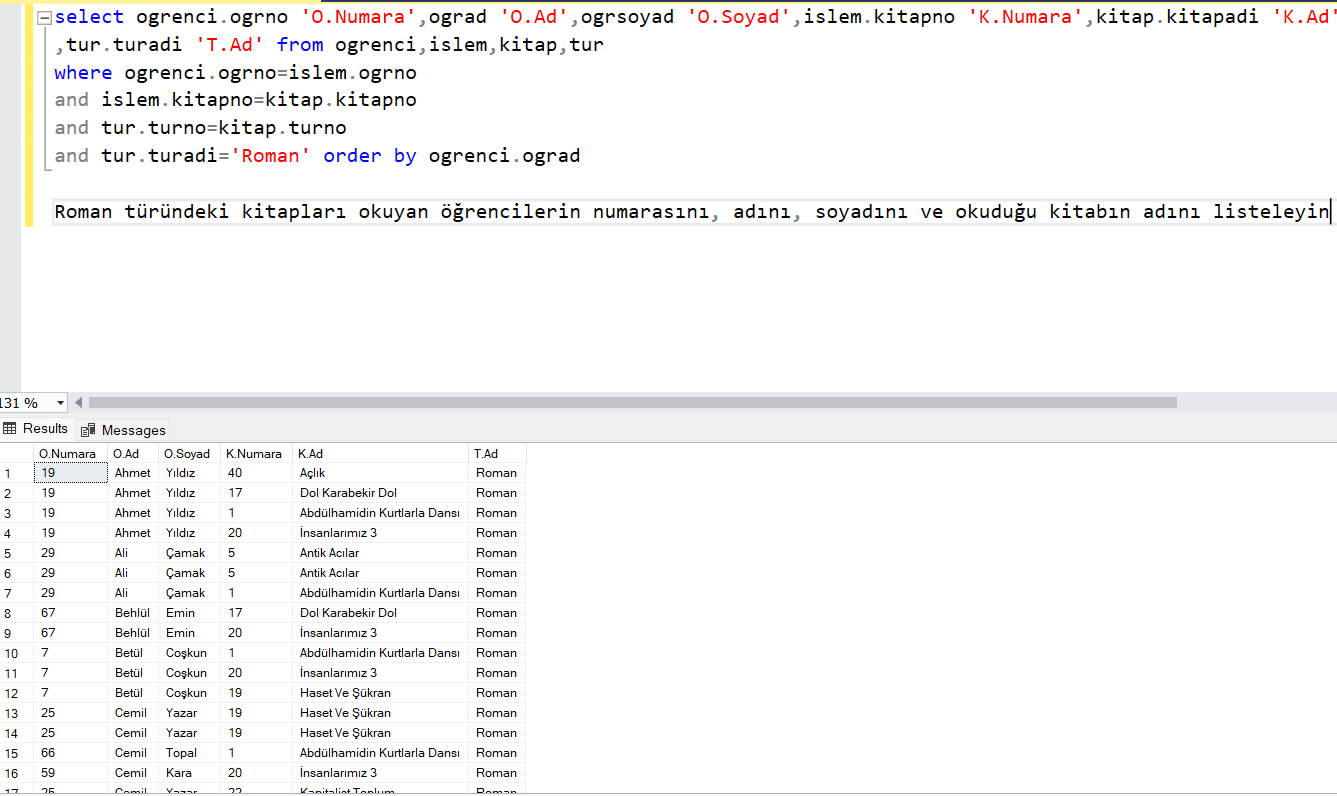 select ogrenci.ogrno 'O.Numara',ograd 'O.Ad',ogrsoyad 'O.Soyad',islem.kitapno 'K.Numara',kitap.kitapadi 'K.Ad'
,tur.turadi 'T.Ad' from ogrenci,islem,kitap,tur
where ogrenci.ogrno=islem.ogrno
and islem.kitapno=kitap.kitapno
and tur.turno=kitap.turno
and tur.turadi='Roman' order by ogrenci.ograd
Roman türündeki kitapları okuyan öğrencilerin numarasını, adını, soyadını ve okuduğu kitabın adını listeleyin
131 %
Results Messages
O.Numara O.Ad O.Soyad K.Numara K.Ad T.Ad
1 19 Ahmet Yıldız 40 Açlık Roman
2 19 Ahmet Yıldız 17 Dol Karabekir Dol Roman
3 19 Ahmet Yıldız 1 Abdülhamidin Kurtlarla Dansı Roman
4 19 Ahmet Yıldız 20 İnsanlarımız 3 Roman
5 29 Ali Çamak 5 Antik Acılar Roman
6 29 Ali Çamak 5 Antik Acılar Roman
7 29 Ali Çamak 1 Abdülhamidin Kurtlarla Dansı Roman
8 67 Behlül Emin 17 Dol Karabekir Dol Roman
9 67 Behlül Emin 20 İnsanlarımız 3 Roman
10 7 Betül Coşkun 1 Abdülhamidin Kurtlarla Dansı Roman
11 7 Betül Coşkun 20 İnsanlarımız 3 Roman
12 7 Betül Coşkun 19 Haset Ve Şükran Roman
13 25 Cemil Yazar 19 Haset Ve Şükran Roman
14 25 Cemil Yazar 19 Haset Ve Şükran Roman
15 66 Cemil Topal 1 Abdülhamidin Kurtlarla Dansı Roman
16 59 Cemil Kara 20 İnsanlarımız 3 Roman
17 25 Cemil Yazar 22 Kapitalist Toplum Roman